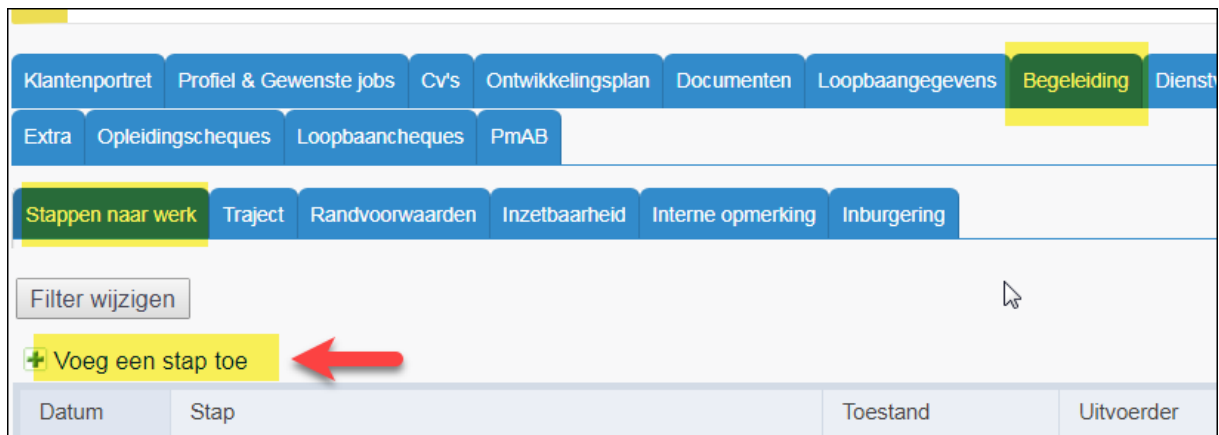 Klantenportret Profiel & Gewenste jobs Cv's Ontwikkelingsplan Documenten Loopbaangegevens Begeleiding
Extra Opleidingscheques Loopbaancheques PmAB
Stappen naar werk Traject Randvoorwaarden Inzetbaarheid Interne opmerking Inburgering
Filter wijzigen
Voeg een stap toe
Datum Stap Toestand Uitvoerder